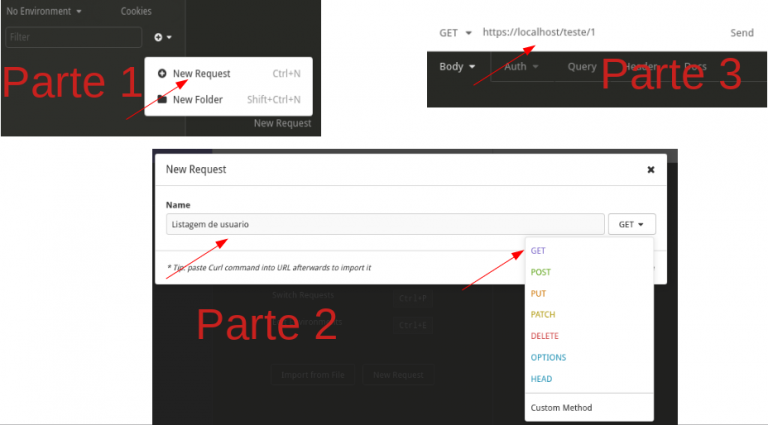 No Environment Cookies
Filter
New Request Ctrl+N
New Folder Shift+Ctrl+N
New Request
Parte 1
GET https://localhost/teste/1 Send
Body Auth Query Header Docs
Parte 3
New Request
Name
Listagem de usuario GET
* Tip: paste Curl command into URL afterwards to import it
GET
POST
PUT
PATCH
DELETE
OPTIONS
HEAD
Custom Method
Switch Requests Ctrl+P
Ctrl+E
Parte 2
Import from File New Request